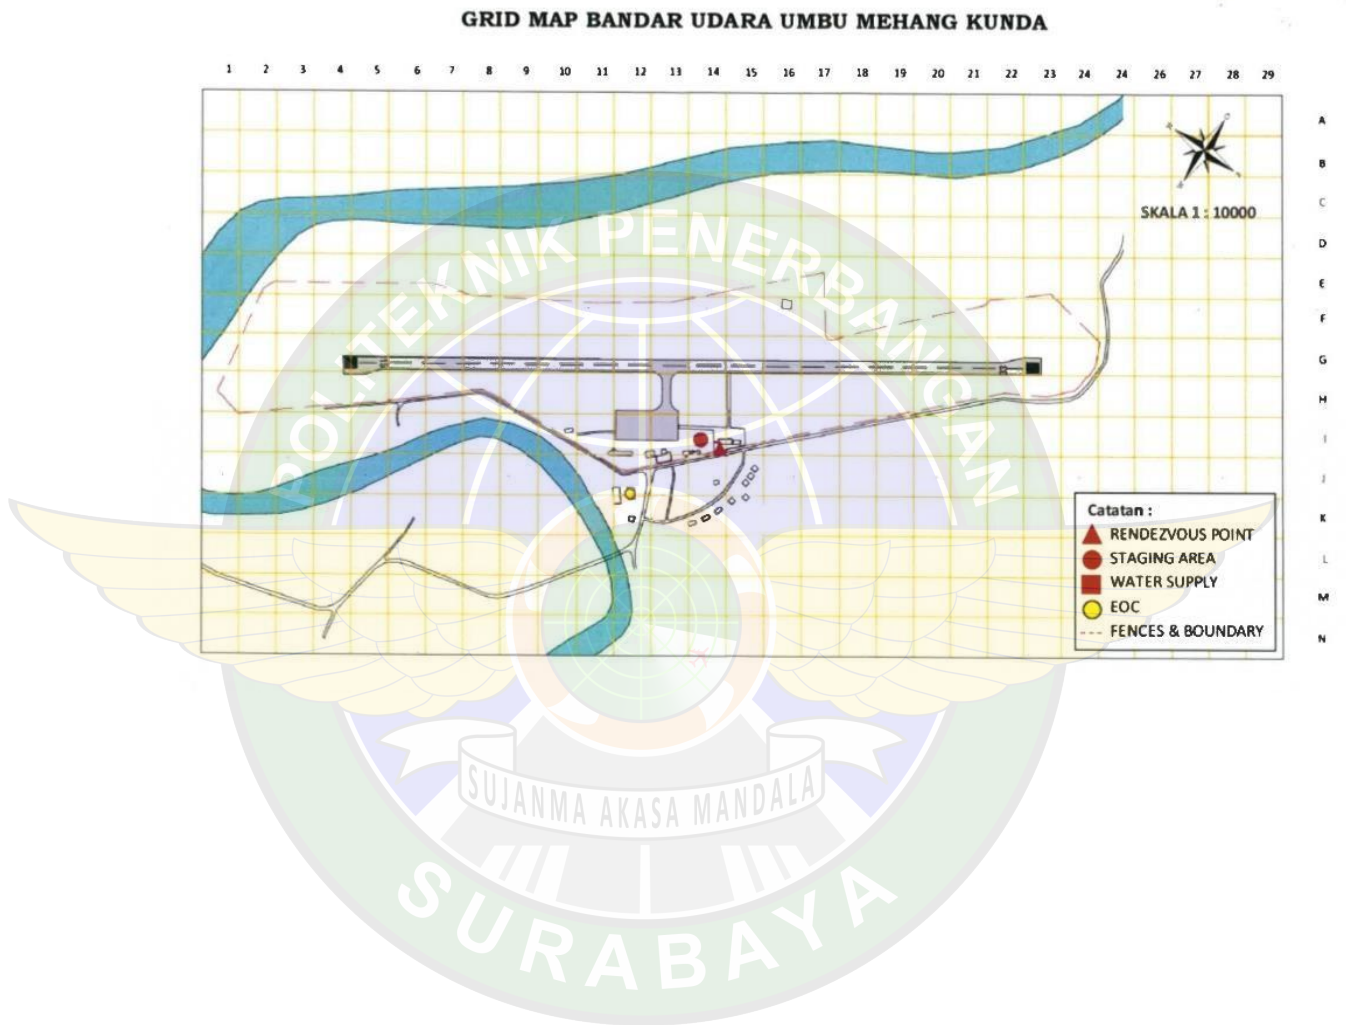 GRID MAP BANDAR UDARA UMBU MEHANG KUNDA
1 2 3 4 5 6 7 8 9 10 11 12 13 14 15 16 17 18 19 20 21 22 23 24 24 26 27 28 29
A
B
C
SKALA 1 : 10000
D
E
F
G
H
I
J
K
L
M
N
Catatan :
RENDEZVOUS POINT
STAGING AREA
WATER SUPPLY
EOC
FENCES & BOUNDARY
POLITEKNIK PENERBANGAN
SUJANMA AKASA MANDALA
SURABAYA